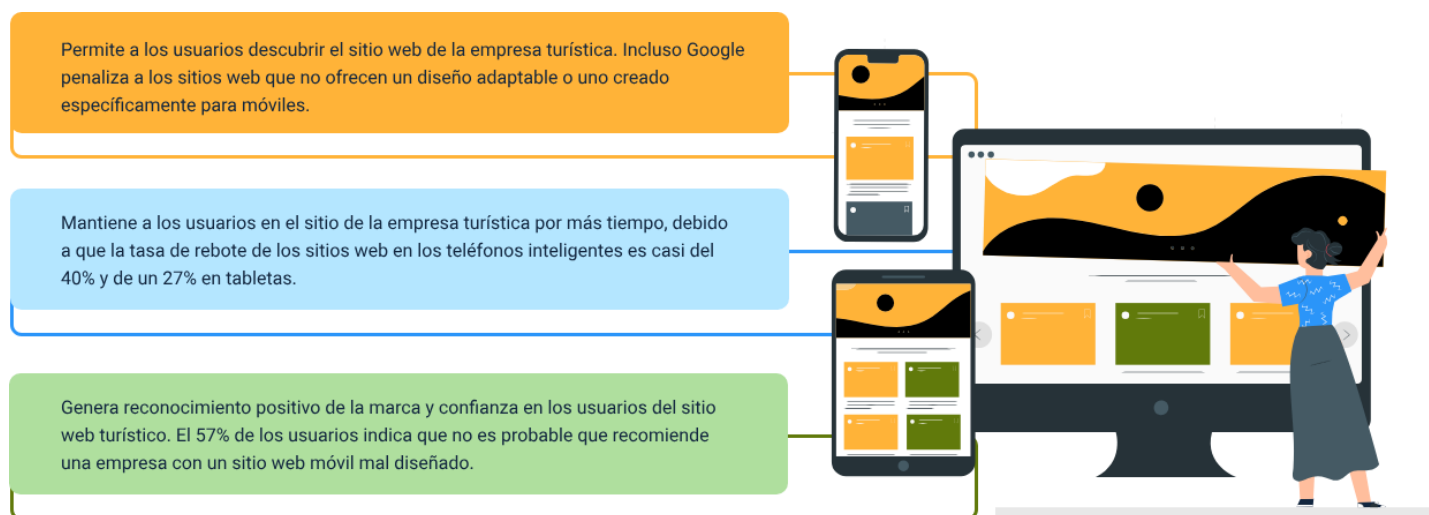 Permite a los usuarios descubrir el sitio web de la empresa turística. Incluso Google
penaliza a los sitios web que no ofrecen un diseño adaptable o uno creado
específicamente para móviles.
Mantiene a los usuarios en el sitio de la empresa turística por más tiempo, debido
a que la tasa de rebote de los sitios web en los teléfonos inteligentes es casi del
40% y de un 27% en tabletas.
Genera reconocimiento positivo de la marca y confianza en los usuarios del sitio
web turístico. El 57% de los usuarios indica que no es probable que recomiende
una empresa con un sitio web móvil mal diseñado.